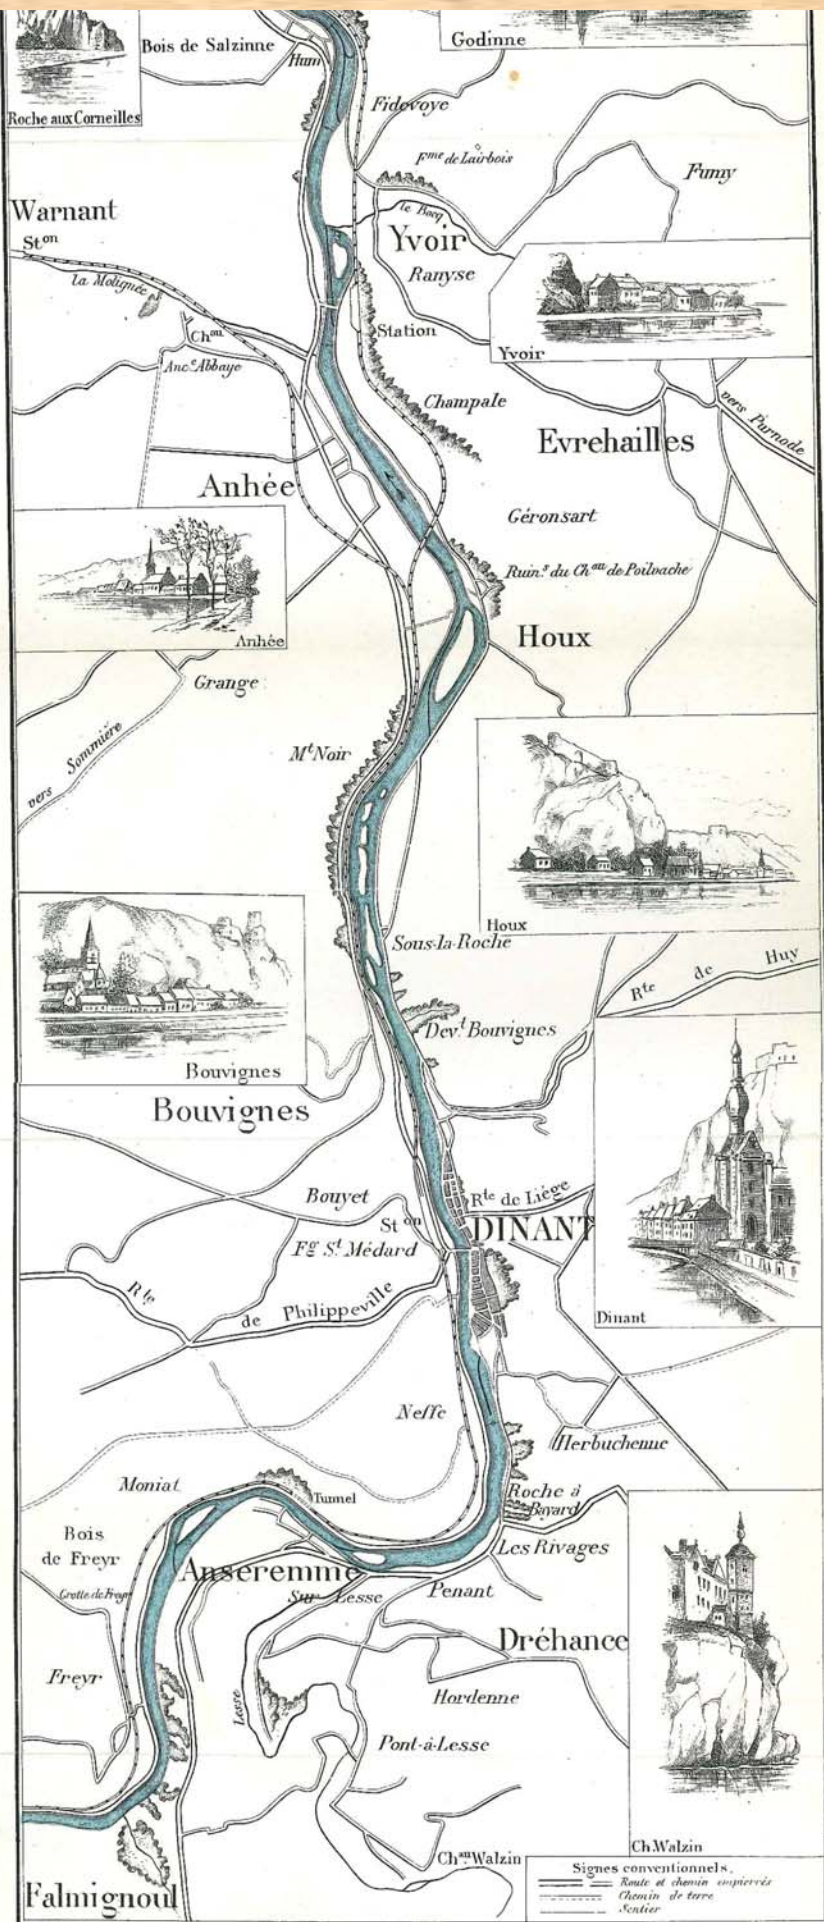 Bois de Salzinne
Hum
Godinne
Roche aux Corneilles
Fidevoye
Fme de Lairbois
Fumy
Warnant
Ston
le Bocq
Yvoir
Ranyse
la Molignée
Station
Chau
Yvoir
Anc.e Abbaye
Champale
vers Purnode
Evrehailles
Anhée
Géronsart
Ruin.s du Chau de Poilvache
Houx
Anhée
Grange
vers Sommière
Mt Noir
Houx
Sous-la-Roche
Rte de Huy
Dev.t Bouvignes
Bouvignes
Bouvignes
Bouyet
Rte de Liége
Ston
DINANT
Fg St Médard
Rte de Philippeville
Dinant
Neffe
Herbuchenne
Moniat
Tunnel
Roche à
Bayard
Bois
de Freyr
Les Rivages
Anseremme
Grotte de Freyr
Sur Lesse
Penant
Dréhance
Freyr
Lesse
Hordenne
Pont-à-Lesse
Chau Walzin
Ch. Walzin
Falmignoul
Signes conventionnels.
Route et chemin empierrés
Chemin de terre
Sentier